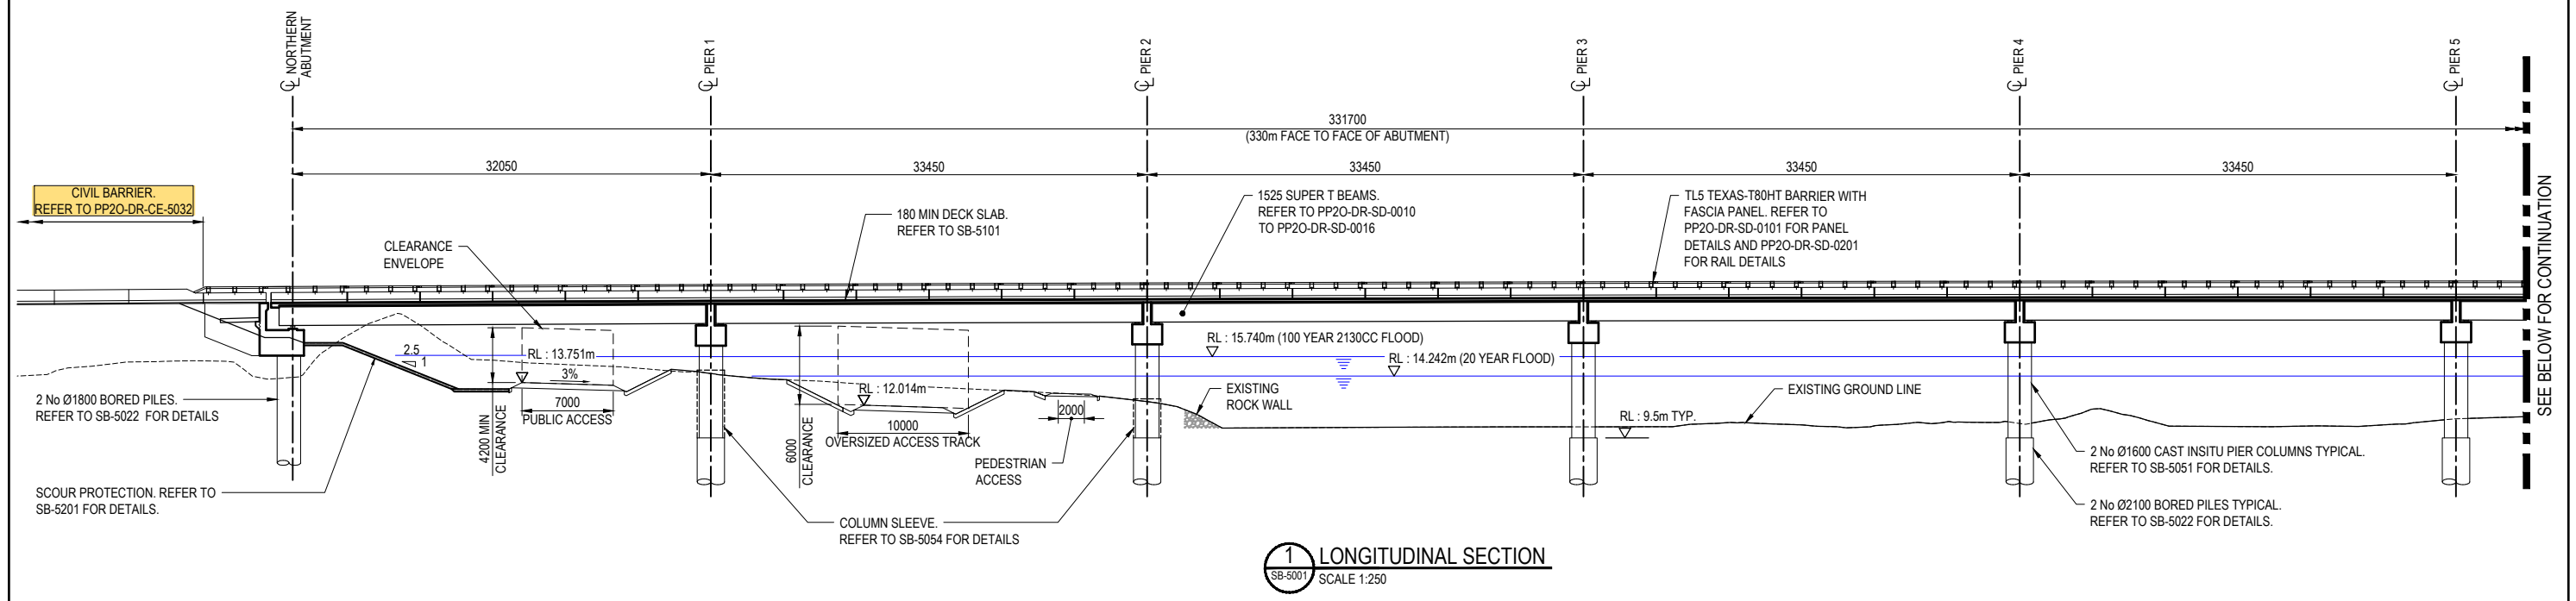 ℄ NORTHERN
ABUTMENT
℄ PIER 1
℄ PIER 2
℄ PIER 3
℄ PIER 4
℄ PIER 5
331700
(330m FACE TO FACE OF ABUTMENT)
32050
33450
33450
33450
33450
CIVIL BARRIER.
REFER TO PP2O-DR-CE-5032
CLEARANCE
ENVELOPE
180 MIN DECK SLAB.
REFER TO SB-5101
1525 SUPER T BEAMS.
REFER TO PP2O-DR-SD-0010
TO PP2O-DR-SD-0016
TL5 TEXAS-T80HT BARRIER WITH
FASCIA PANEL. REFER TO
PP2O-DR-SD-0101 FOR PANEL
DETAILS AND PP2O-DR-SD-0201
FOR RAIL DETAILS
SEE BELOW FOR CONTINUATION
RL : 15.740m (100 YEAR 2130CC FLOOD)
RL : 14.242m (20 YEAR FLOOD)
2.5
1
RL : 13.751m
3%
7000
PUBLIC ACCESS
4200 MIN
CLEARANCE
RL : 12.014m
10000
OVERSIZED ACCESS TRACK
6000
CLEARANCE
2000
PEDESTRIAN
ACCESS
EXISTING
ROCK WALL
RL : 9.5m TYP.
EXISTING GROUND LINE
2 No Ø1800 BORED PILES.
REFER TO SB-5022 FOR DETAILS
SCOUR PROTECTION. REFER TO
SB-5201 FOR DETAILS.
COLUMN SLEEVE.
REFER TO SB-5054 FOR DETAILS
2 No Ø1600 CAST INSITU PIER COLUMNS TYPICAL.
REFER TO SB-5051 FOR DETAILS.
2 No Ø2100 BORED PILES TYPICAL.
REFER TO SB-5022 FOR DETAILS.
1
SB-5001
LONGITUDINAL SECTION
SCALE 1:250